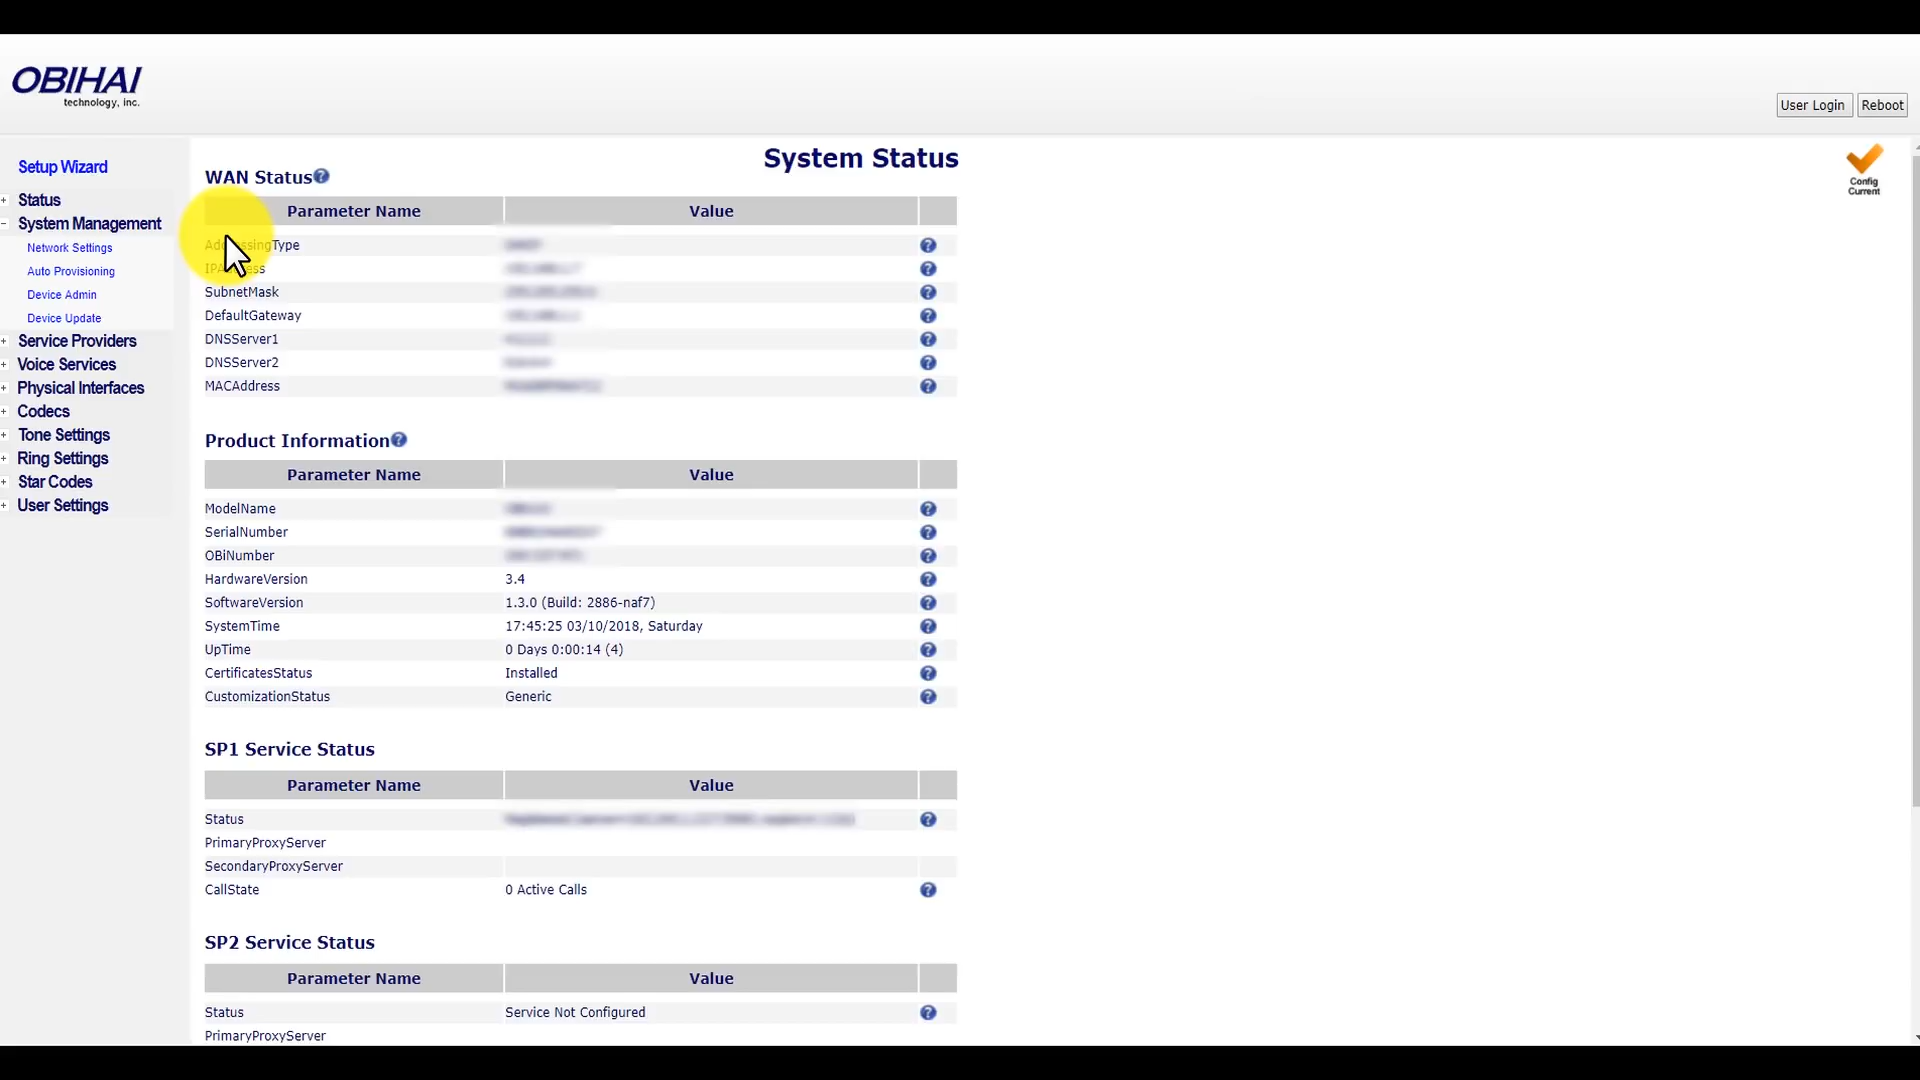 OBIHAI
technology, inc.
User Login Reboot
Setup Wizard
Status
System Management
Network Settings
Auto Provisioning
Device Admin
Device Update
Service Providers
Voice Services
Physical Interfaces
Codecs
Tone Settings
Ring Settings
Star Codes
User Settings
System Status
Config
Current
WAN Status
Parameter Name Value
AddressingType
IPAddress
SubnetMask
DefaultGateway
DNSServer1
DNSServer2
MACAddress
Product Information
Parameter Name Value
ModelName
SerialNumber
OBiNumber
HardwareVersion 3.4
SoftwareVersion 1.3.0 (Build: 2886-naf7)
SystemTime 17:45:25 03/10/2018, Saturday
UpTime 0 Days 0:00:14 (4)
CertificatesStatus Installed
CustomizationStatus Generic
SP1 Service Status
Parameter Name Value
Status
PrimaryProxyServer
SecondaryProxyServer
CallState 0 Active Calls
SP2 Service Status
Parameter Name Value
Status Service Not Configured
PrimaryProxyServer